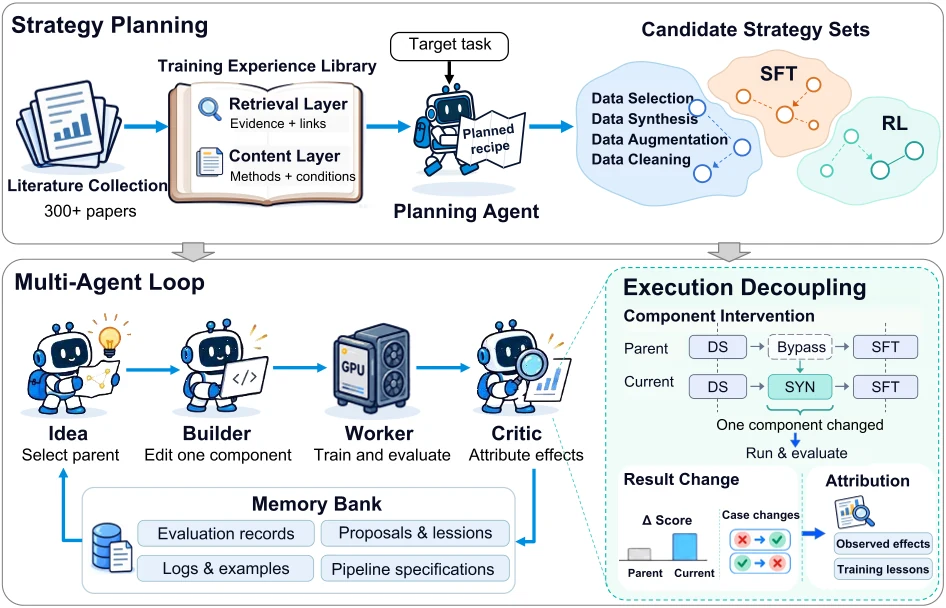 Strategy Planning
Target task
Candidate Strategy Sets
Training Experience Library
Retrieval Layer
Evidence + links
Content Layer
Methods + conditions
Planned
recipe
Literature Collection
300+ papers
Planning Agent
Data Selection
Data Synthesis
Data Augmentation
Data Cleaning
SFT
RL
Multi-Agent Loop
</>
GPU
Idea
Select parent
Builder
Edit one component
Worker
Train and evaluate
Critic
Attribute effects
Memory Bank
Evaluation records
Proposals & lessions
Logs & examples
Pipeline specifications
Execution Decoupling
Component Intervention
Parent
DS
Bypass
SFT
Current
DS
SYN
SFT
One component changed
Run & evaluate
Result Change
Δ Score
Parent
Current
Case changes
Attribution
Observed effects
Training lessons